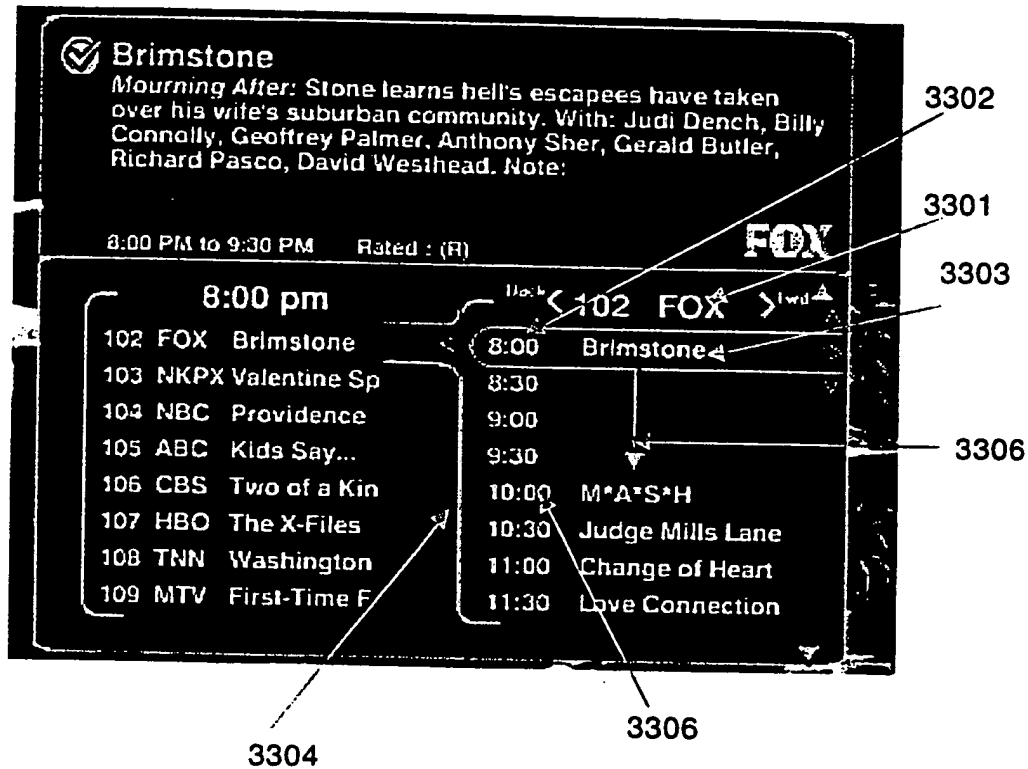 Brimstone
Mourning After: Stone learns hell's escapees have taken
over his wife's suburban community. With: Judi Dench, Billy
Connolly, Geoffrey Palmer, Anthony Sher, Gerald Butler,
Richard Pasco, David Westhead. Note:
8:00 PM to 9:30 PM Rated : (R)
FOX
8:00 pm
102 FOX Brimstone
103 NKPX Valentine Sp
104 NBC Providence
105 ABC Kids Say...
106 CBS Two of a Kin
107 HBO The X-Files
108 TNN Washington
109 MTV First-Time F
Back < 102 FOX > Fwd
8:00 Brimstone
8:30
9:00
9:30
10:00 M*A*S*H
10:30 Judge Mills Lane
11:00 Change of Heart
11:30 Love Connection
3302
3301
3303
3306
3306
3304